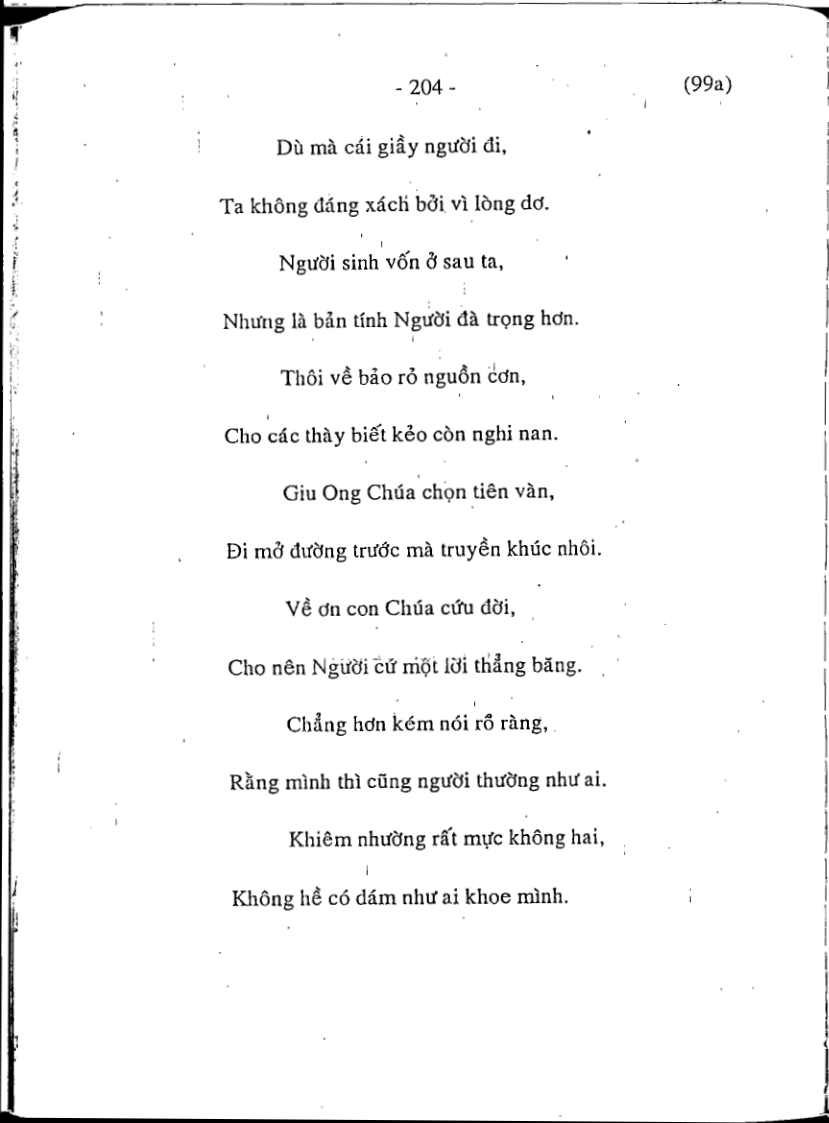 - 204 - (99a)
Dù mà cái giầy người đi,
Ta không đáng xách bởi vì lòng dơ.
Người sinh vốn ở sau ta,
Nhưng là bản tính Người đà trọng hơn.
Thôi về bảo rỏ nguồn cơn,
Cho các thày biết kẻo còn nghi nan.
Giu Ong Chúa chọn tiên vàn,
Đi mở đường trước mà truyền khúc nhôi.
Về ơn con Chúa cứu đời,
Cho nên Người cứ một lời thẳng băng.
Chẳng hơn kém nói rổ ràng,
Rằng mình thì cũng người thường như ai.
Khiêm nhường rất mực không hai,
Không hề có dám như ai khoe mình.